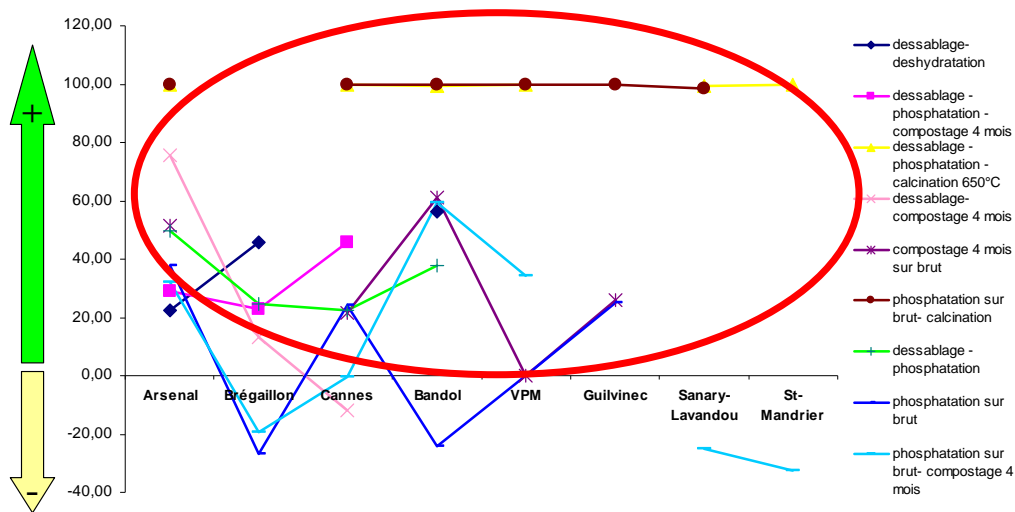 120,00
100,00
80,00
60,00
40,00
20,00
0,00
-20,00
-40,00
+
-
Arsenal
Brégaillon
Cannes
Bandol
VPM
Guilvinec
Sanary-
Lavandou
St-
Mandrier
dessablage-
deshydratation
dessablage -
phosphatation -
compostage 4 mois
dessablage -
phosphatation -
calcination 650°C
dessablage-
compostage 4 mois
compostage 4 mois
sur brut
phosphatation sur
brut- calcination
dessablage -
phosphatation
phosphatation sur
brut
phosphatation sur
brut- compostage 4
mois